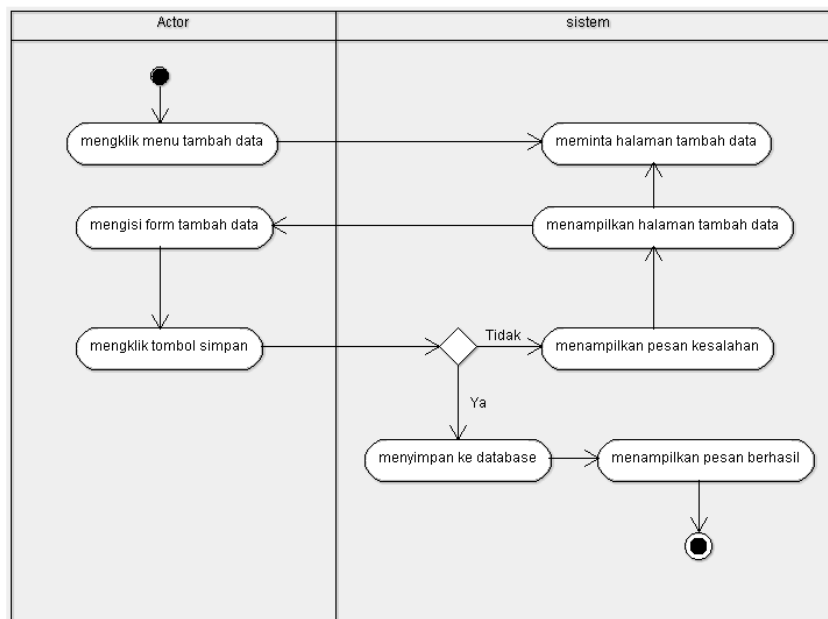 Actor
sistem
mengklik menu tambah data
meminta halaman tambah data
mengisi form tambah data
menampilkan halaman tambah data
mengklik tombol simpan
Tidak
menampilkan pesan kesalahan
Ya
menyimpan ke database
menampilkan pesan berhasil